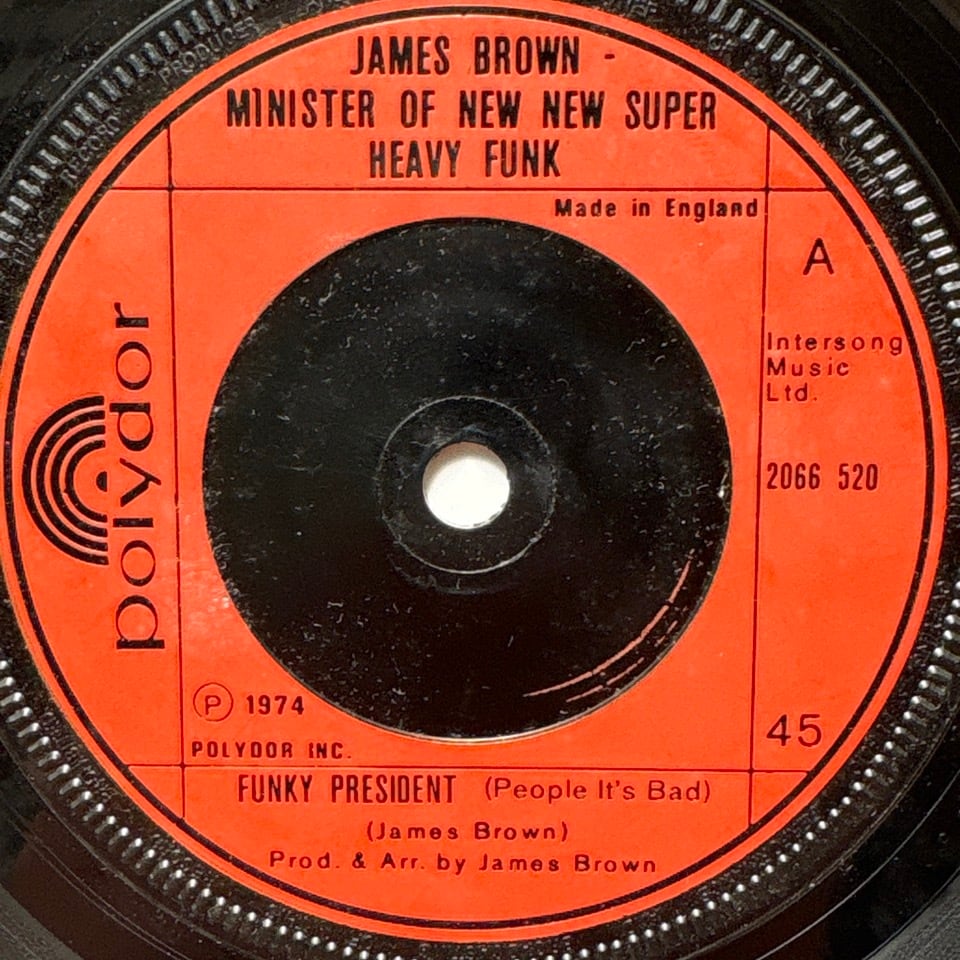 JAMES BROWN -
MINISTER OF NEW NEW SUPER
HEAVY FUNK
Made in England
A
Intersong
Music
Ltd.
2066 520
polydor
Ⓟ 1974
POLYDOR INC.
45
FUNKY PRESIDENT (People It's Bad)
(James Brown)
Prod. & Arr. by James Brown